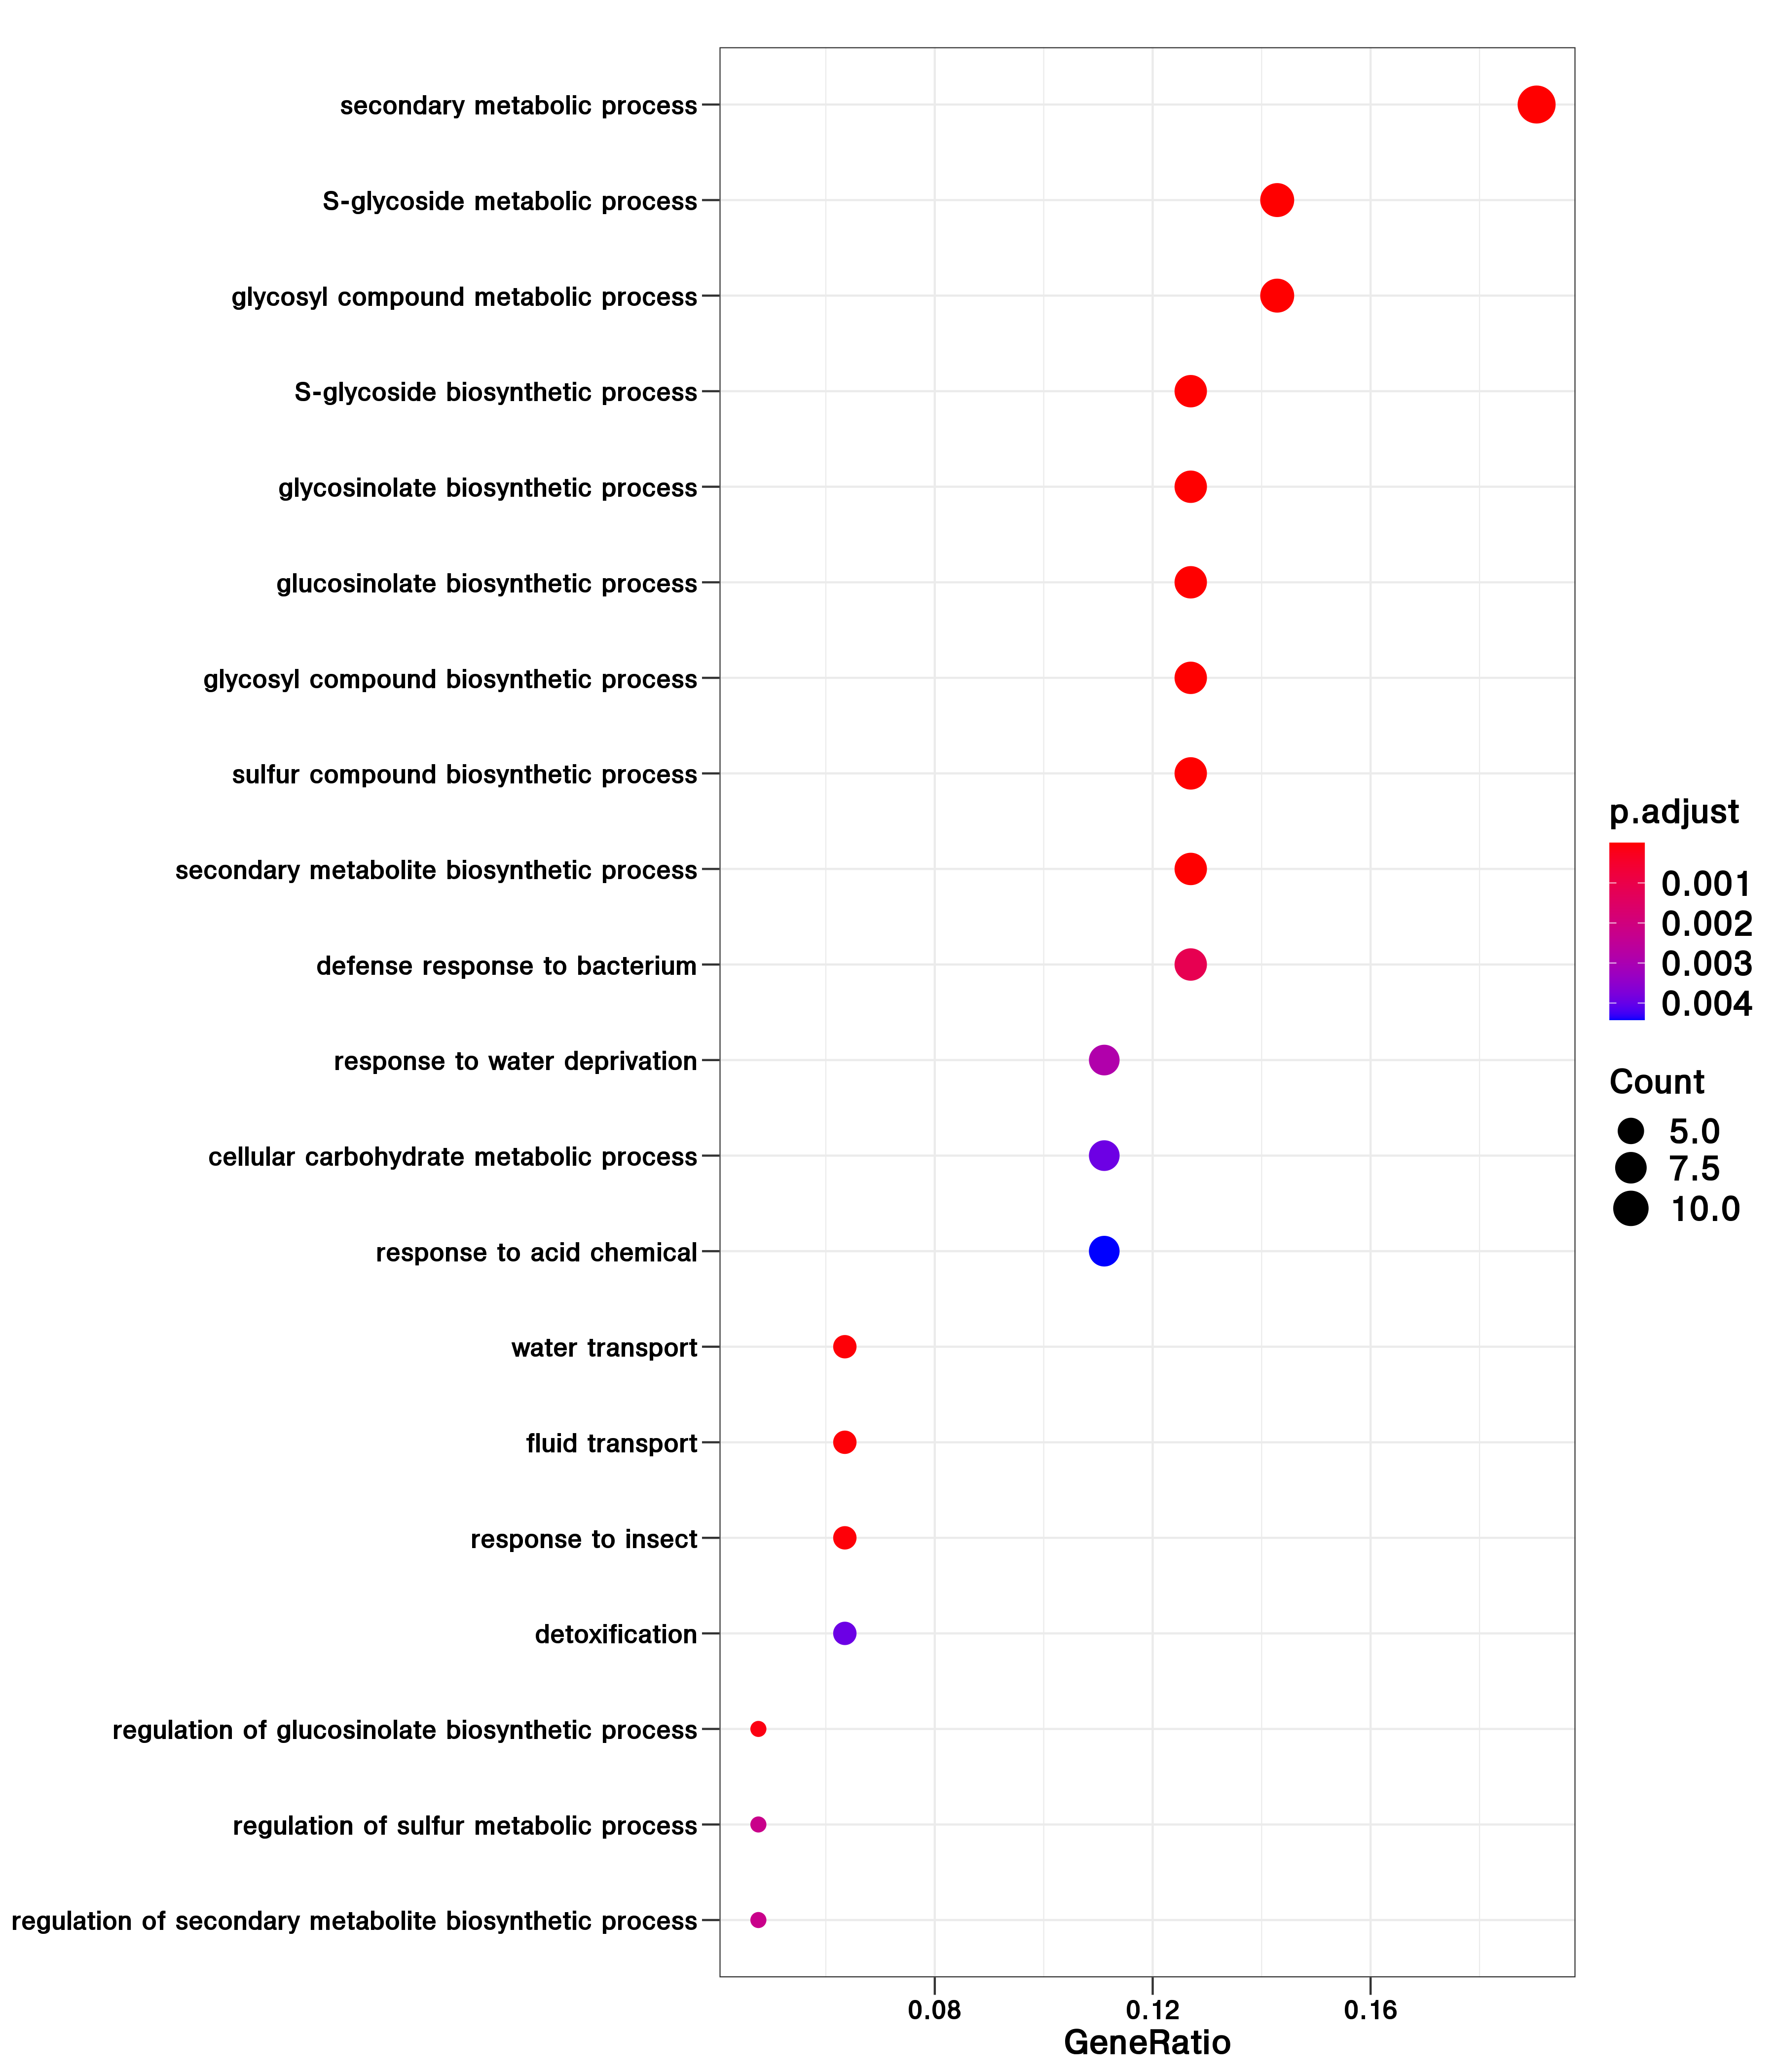 secondary metabolic process
S-glycoside metabolic process
glycosyl compound metabolic process
S-glycoside biosynthetic process
glycosinolate biosynthetic process
glucosinolate biosynthetic process
glycosyl compound biosynthetic process
sulfur compound biosynthetic process
secondary metabolite biosynthetic process
defense response to bacterium
response to water deprivation
cellular carbohydrate metabolic process
response to acid chemical
water transport
fluid transport
response to insect
detoxification
regulation of glucosinolate biosynthetic process
regulation of sulfur metabolic process
regulation of secondary metabolite biosynthetic process
0.08 0.12 0.16
GeneRatio
p.adjust
0.001
0.002
0.003
0.004
Count
5.0
7.5
10.0